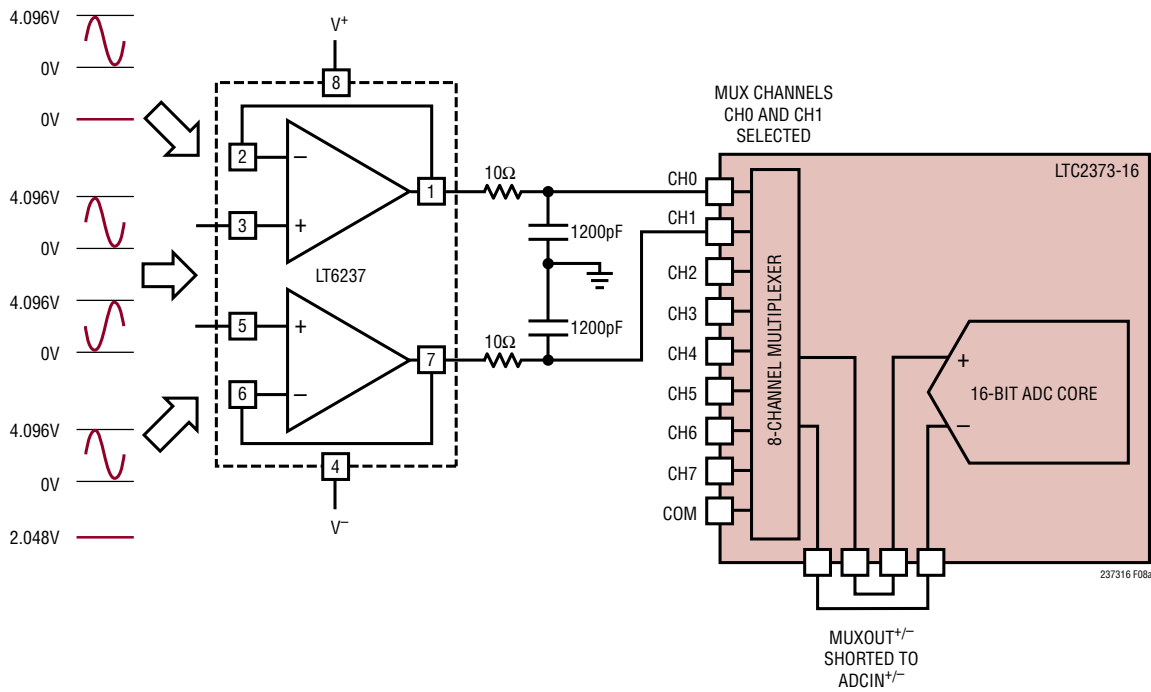 4.096V
0V
0V
4.096V
0V
4.096V
0V
4.096V
0V
2.048V
V+
8
2
−
1
3
+
LT6237
5
+
7
6
−
4
V−
10Ω
1200pF
1200pF
10Ω
MUX CHANNELS
CH0 AND CH1
SELECTED
LTC2373-16
CH0
CH1
CH2
CH3
CH4
CH5
CH6
CH7
COM
8-CHANNEL MULTIPLEXER
+
16-BIT ADC CORE
−
237316 F08a
MUXOUT+/−
SHORTED TO
ADCIN+/−